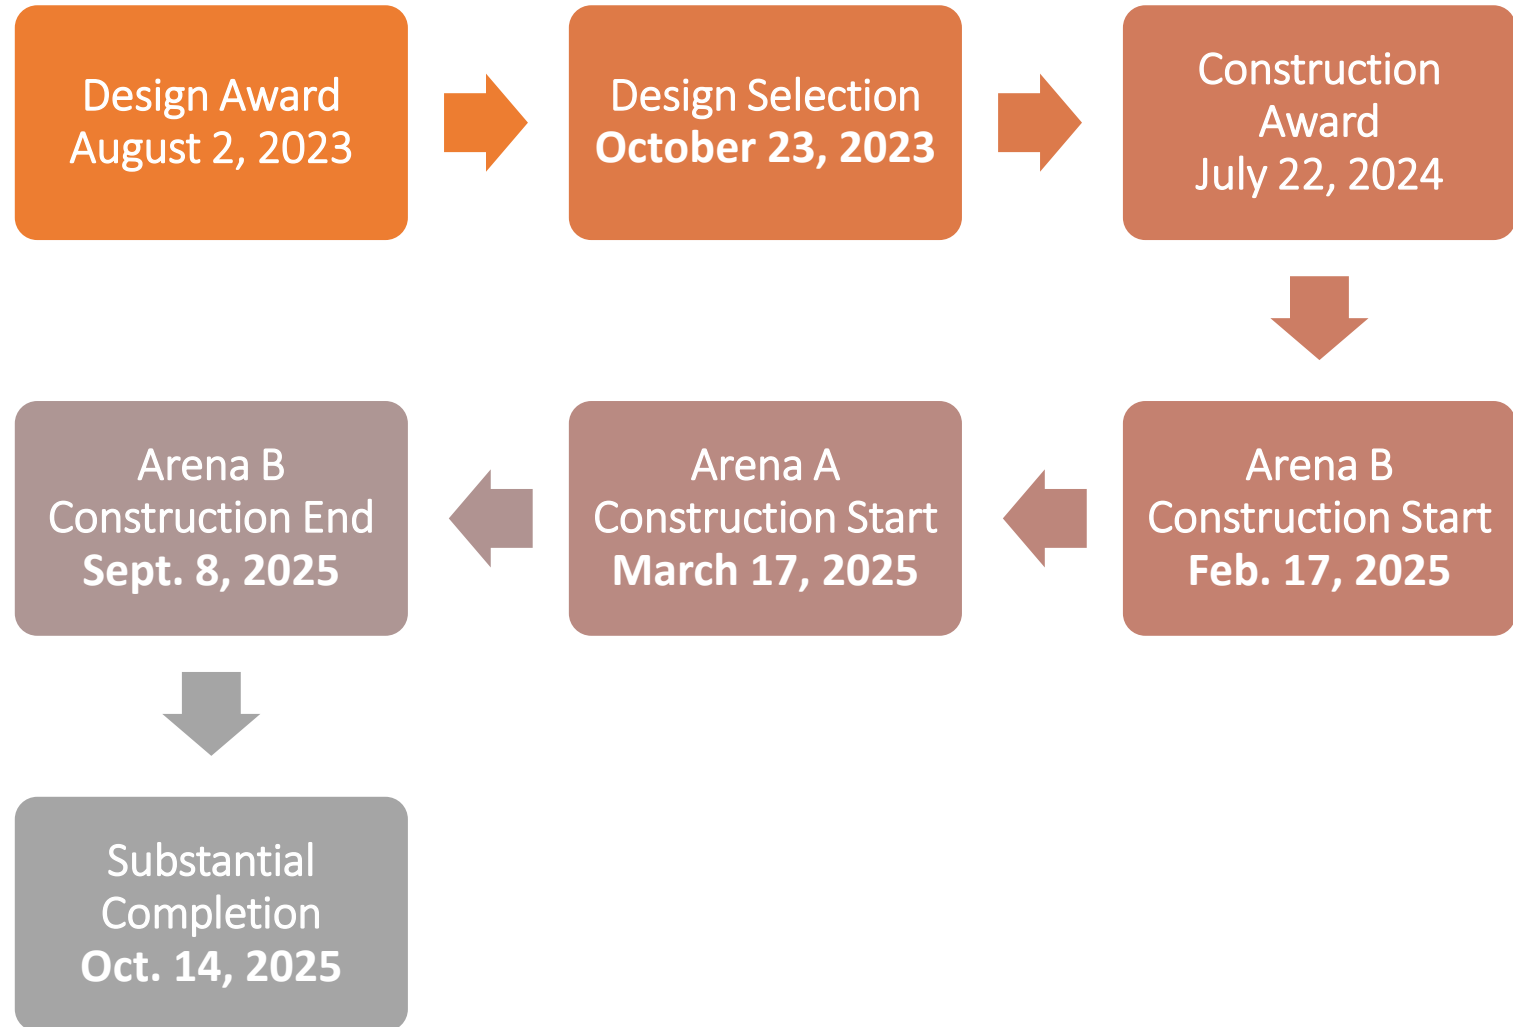 Design Award
August 2, 2023
Design Selection
October 23, 2023
Construction
Award
July 22, 2024
Arena B
Construction Start
Feb. 17, 2025
Arena A
Construction Start
March 17, 2025
Arena B
Construction End
Sept. 8, 2025
Substantial
Completion
Oct. 14, 2025